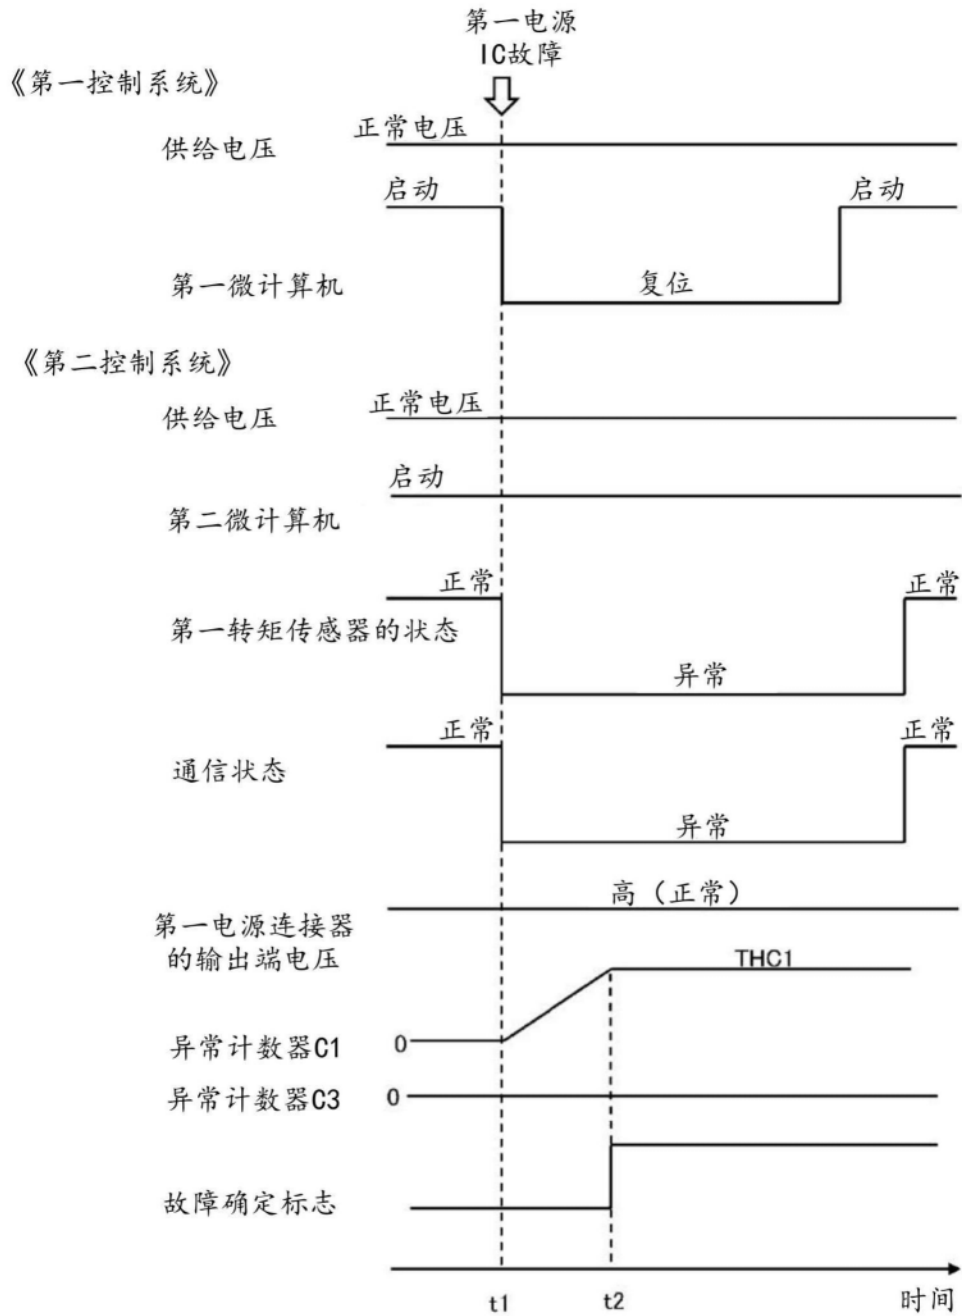 第一电源
IC故障
《第一控制系统》
正常电压
供给电压
启动
启动
第一微计算机
复位
《第二控制系统》
正常电压
供给电压
启动
第二微计算机
正常
正常
第一转矩传感器的状态
异常
正常
正常
通信状态
异常
高（正常）
第一电源连接器
的输出端电压
THC1
异常计数器C1
0
异常计数器C3
0
故障确定标志
t1
t2
时间